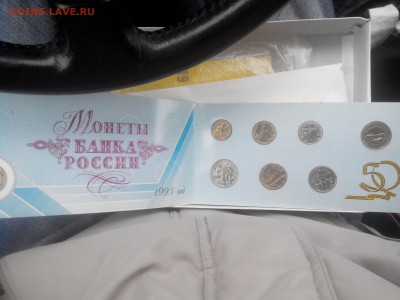 COINS.LAVE.RU
Монеты
БАНКА
РОССИИ
1995 год
50